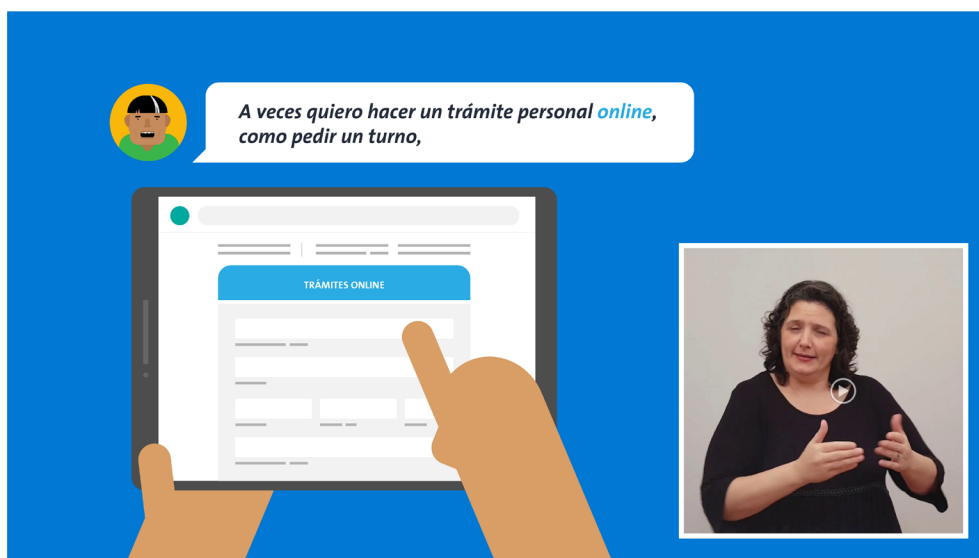 A veces quiero hacer un trámite personal online,
como pedir un turno,
TRÁMITES ONLINE